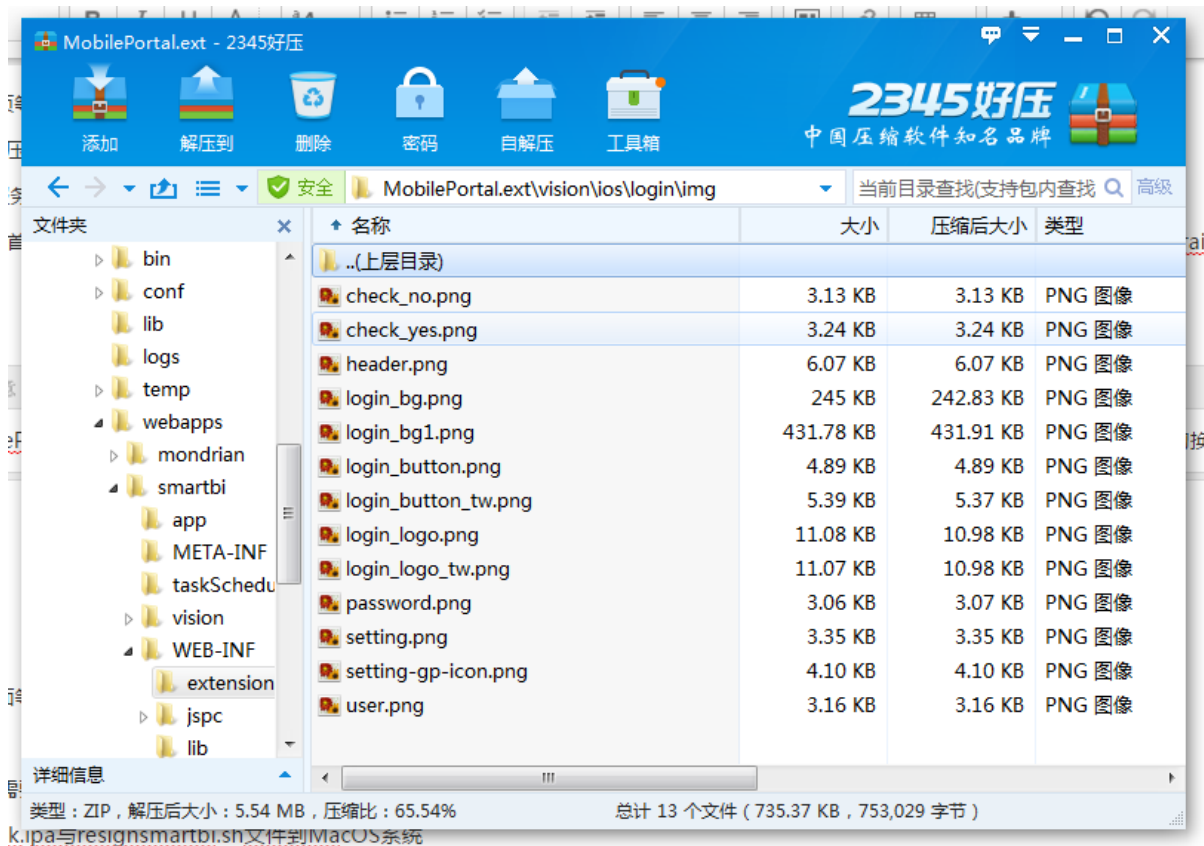 MobilePortal.ext - 2345好压
添加 解压到 删除 密码 自解压 工具箱
2345好压
中国压缩软件知名品牌
安全 MobilePortal.ext\vision\ios\login\img 当前目录查找(支持包内查找 高级
文件夹 名称 大小 压缩后大小 类型
bin
conf
lib
logs
temp
webapps
mondrian
smartbi
app
META-INF
taskSchedu
vision
WEB-INF
extension
jspc
lib
..(上层目录)
check_no.png 3.13 KB 3.13 KB PNG 图像
check_yes.png 3.24 KB 3.24 KB PNG 图像
header.png 6.07 KB 6.07 KB PNG 图像
login_bg.png 245 KB 242.83 KB PNG 图像
login_bg1.png 431.78 KB 431.91 KB PNG 图像
login_button.png 4.89 KB 4.89 KB PNG 图像
login_button_tw.png 5.39 KB 5.37 KB PNG 图像
login_logo.png 11.08 KB 10.98 KB PNG 图像
login_logo_tw.png 11.07 KB 10.98 KB PNG 图像
password.png 3.06 KB 3.07 KB PNG 图像
setting.png 3.35 KB 3.35 KB PNG 图像
setting-gp-icon.png 4.10 KB 4.10 KB PNG 图像
user.png 3.16 KB 3.16 KB PNG 图像
详细信息
类型：ZIP，解压后大小：5.54 MB，压缩比：65.54% 总计 13 个文件（735.37 KB，753,029 字节）
k.ipa与resignsmartbi.sh文件到MacOS系统